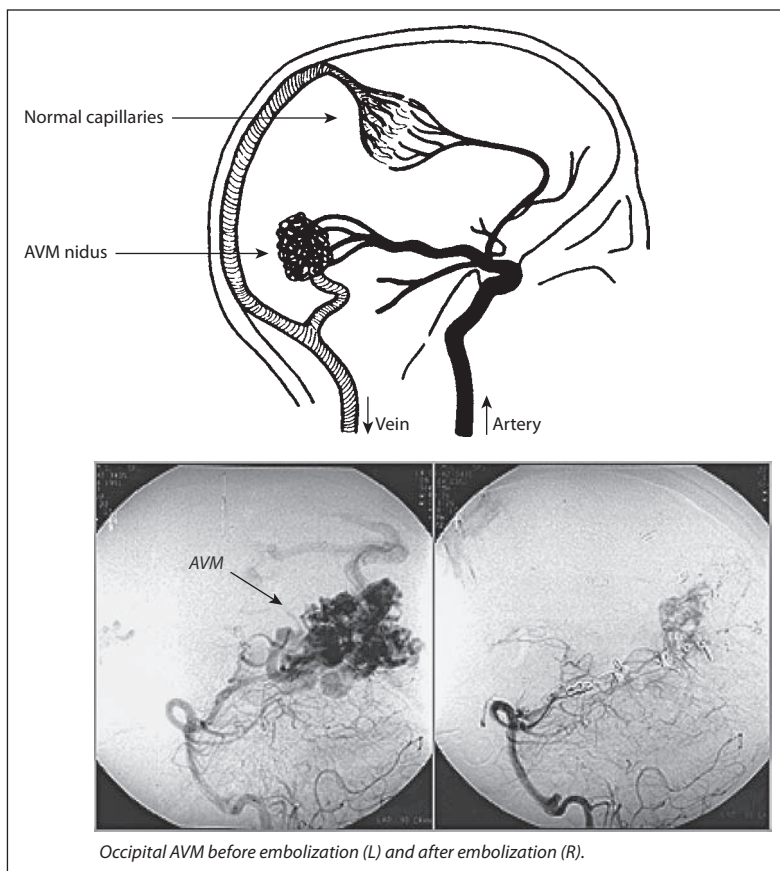 Normal capillaries
AVM nidus
Vein
Artery
AVM
Occipital AVM before embolization (L) and after embolization (R).